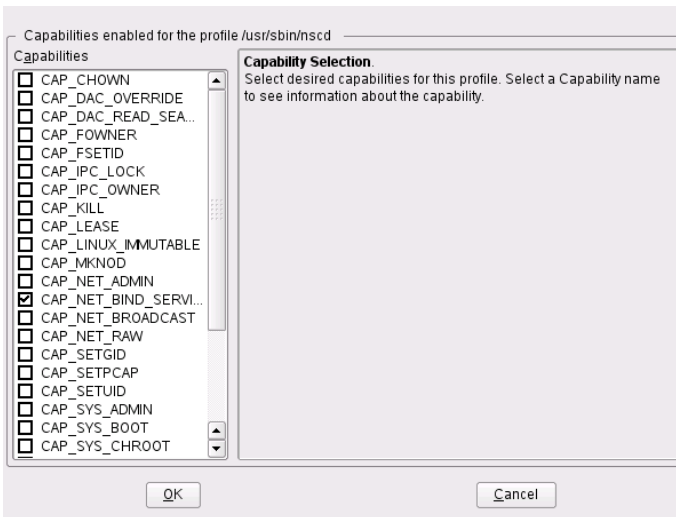 Capabilities enabled for the profile /usr/sbin/nscd
Capabilities
CAP_CHOWN
CAP_DAC_OVERRIDE
CAP_DAC_READ_SEA...
CAP_FOWNER
CAP_FSETID
CAP_IPC_LOCK
CAP_IPC_OWNER
CAP_KILL
CAP_LEASE
CAP_LINUX_IMMUTABLE
CAP_MKNOD
CAP_NET_ADMIN
CAP_NET_BIND_SERVI...
CAP_NET_BROADCAST
CAP_NET_RAW
CAP_SETGID
CAP_SETPCAP
CAP_SETUID
CAP_SYS_ADMIN
CAP_SYS_BOOT
CAP_SYS_CHROOT
Capability Selection.
Select desired capabilities for this profile. Select a Capability name
to see information about the capability.
OK
Cancel